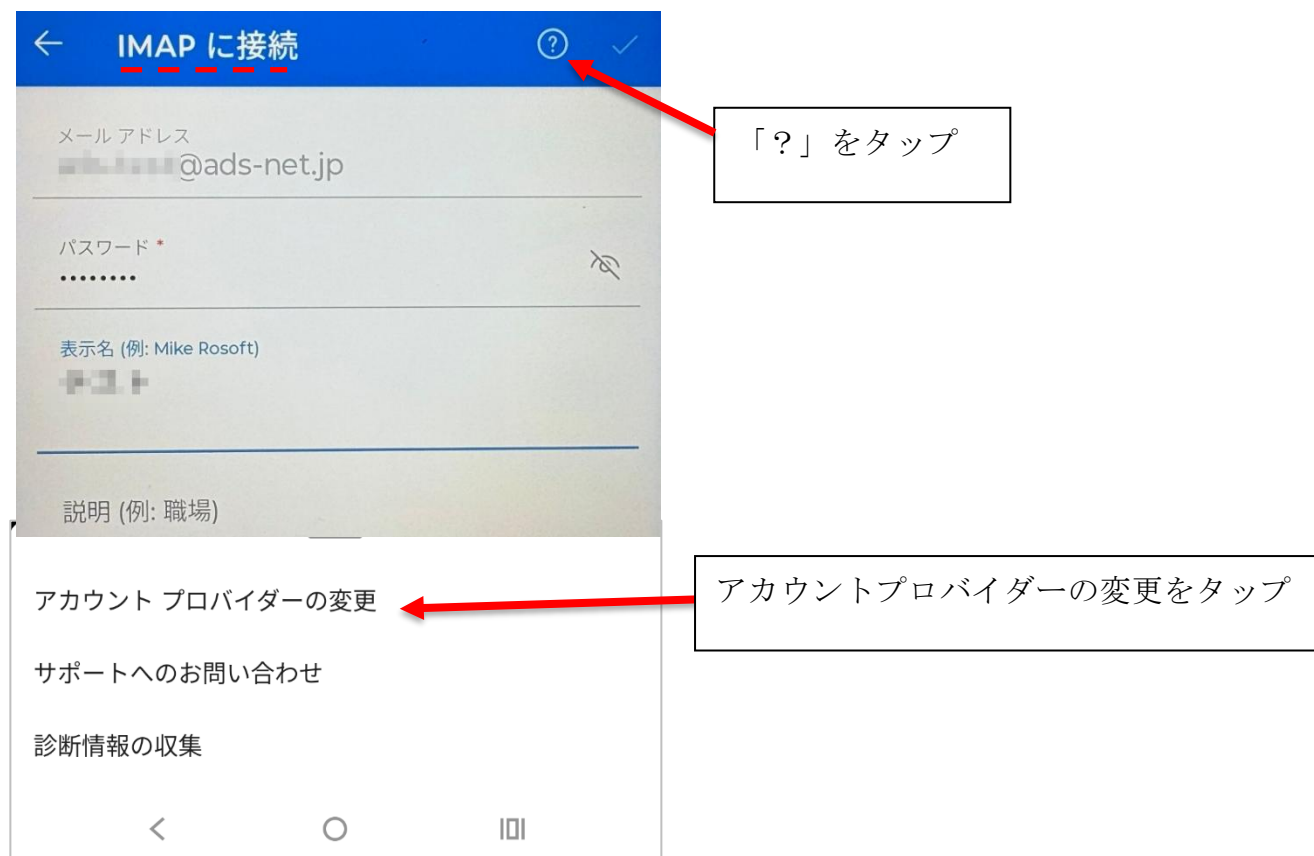 IMAP に接続
「？」をタップ
メール アドレス
@ads-net.jp
パスワード *
••••••••
表示名 (例: Mike Rosoft)
説明 (例: 職場)
アカウント プロバイダーの変更
アカウントプロバイダーの変更をタップ
サポートへのお問い合わせ
診断情報の収集